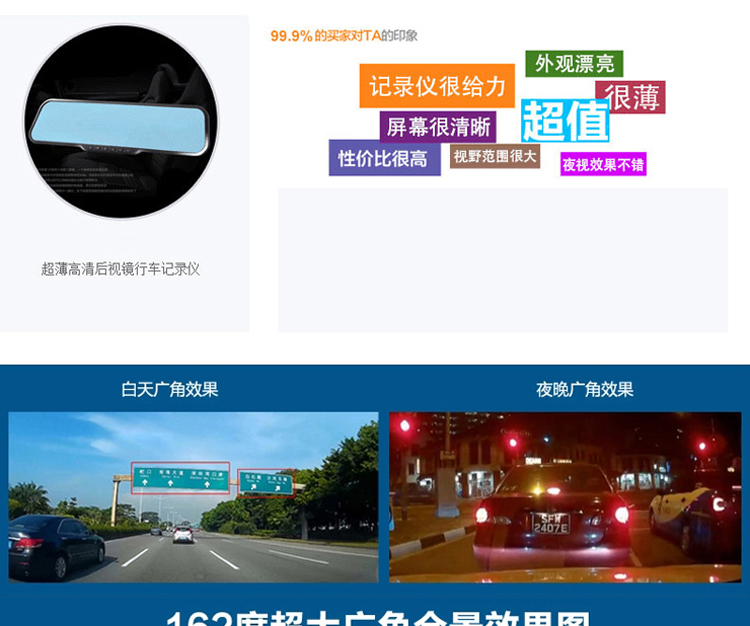 99.9%的买家对TA的印象
外观漂亮
记录仪很给力
很薄
超值
屏幕很清晰
性价比很高
视野范围很大
夜视效果不错
超薄高清后视镜行车记录仪
白天广角效果
夜晚广角效果
SFW
2407E
162度超大广角全景效果图